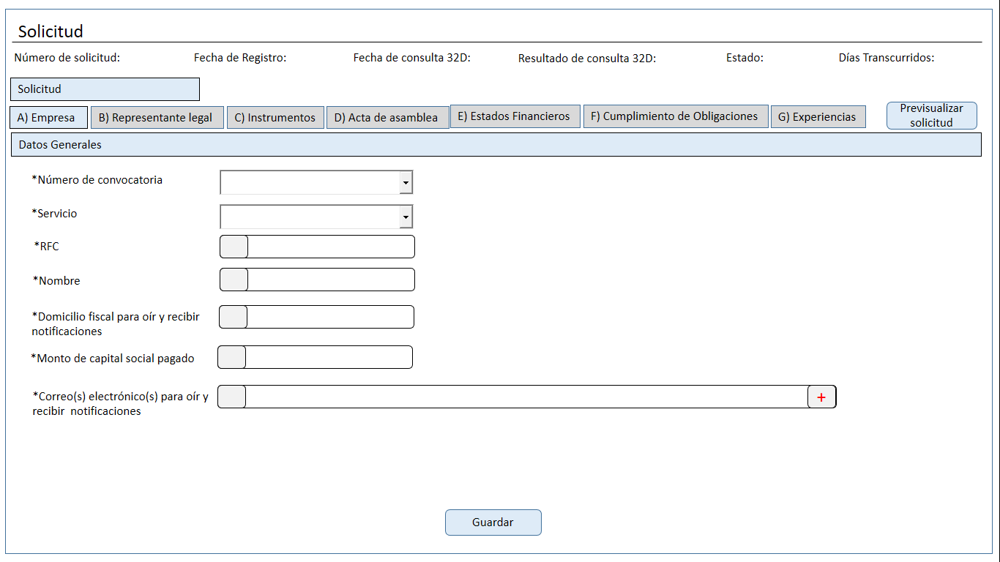 Solicitud
Número de solicitud: Fecha de Registro: Fecha de consulta 32D: Resultado de consulta 32D: Estado: Días Transcurridos:
Solicitud
A) Empresa B) Representante legal C) Instrumentos D) Acta de asamblea E) Estados Financieros F) Cumplimiento de Obligaciones G) Experiencias
Previsualizar
solicitud
Datos Generales
*Número de convocatoria
*Servicio
*RFC
*Nombre
*Domicilio fiscal para oír y recibir
notificaciones
*Monto de capital social pagado
*Correo(s) electrónico(s) para oír y
recibir notificaciones
+
Guardar